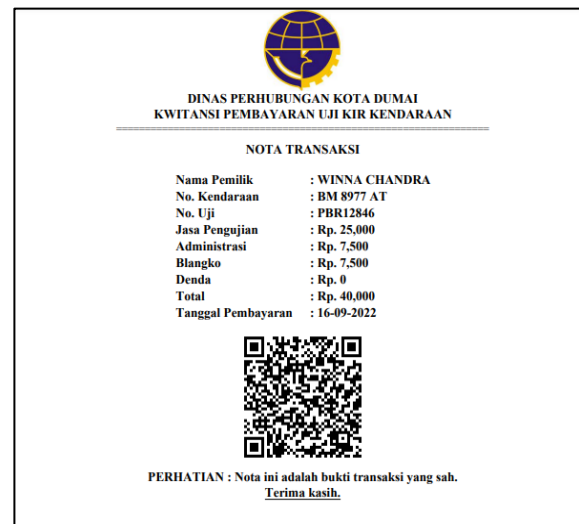 DINAS PERHUBUNGAN KOTA DUMAI
KWITANSI PEMBAYARAN UJI KIR KENDARAAN
NOTA TRANSAKSI
Nama Pemilik : WINNA CHANDRA
No. Kendaraan : BM 8977 AT
No. Uji : PBR12846
Jasa Pengujian : Rp. 25,000
Administrasi : Rp. 7,500
Blangko : Rp. 7,500
Denda : Rp. 0
Total : Rp. 40,000
Tanggal Pembayaran : 16-09-2022
PERHATIAN : Nota ini adalah bukti transaksi yang sah.
Terima kasih.